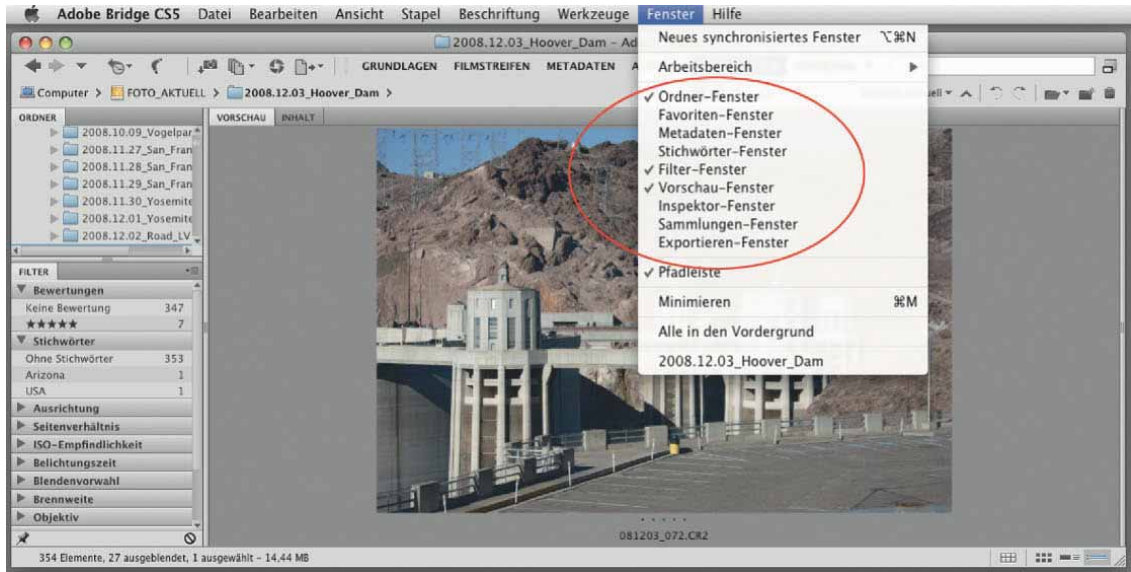 Adobe Bridge CS5 Datei Bearbeiten Ansicht Stapel Beschriftung Werkzeuge Fenster Hilfe
2008.12.03_Hoover_Dam – Ad
GRUNDLAGEN FILMSTREIFEN METADATEN A
Computer > FOTO_AKTUELL > 2008.12.03_Hoover_Dam >
Neues synchronisiertes Fenster ⌥⌘N
Arbeitsbereich
✓ Ordner-Fenster
Favoriten-Fenster
Metadaten-Fenster
Stichwörter-Fenster
✓ Filter-Fenster
✓ Vorschau-Fenster
Inspektor-Fenster
Sammlungen-Fenster
Exportieren-Fenster
✓ Pfadleiste
Minimieren ⌘M
Alle in den Vordergrund
2008.12.03_Hoover_Dam
ORDNER
2008.10.09_Vogelpar
2008.11.27_San_Fran
2008.11.28_San_Fran
2008.11.29_San_Fran
2008.11.30_Yosemite
2008.12.01_Yosemite
2008.12.02_Road_LV
VORSCHAU INHALT
FILTER
Bewertungen
Keine Bewertung 347
★★★★★ 7
Stichwörter
Ohne Stichwörter 353
Arizona 1
USA 1
Ausrichtung
Seitenverhältnis
ISO-Empfindlichkeit
Belichtungszeit
Blendenvorwahl
Brennweite
Objektiv
081203_072.CR2
354 Elemente, 27 ausgeblendet, 1 ausgewählt – 14,44 MB